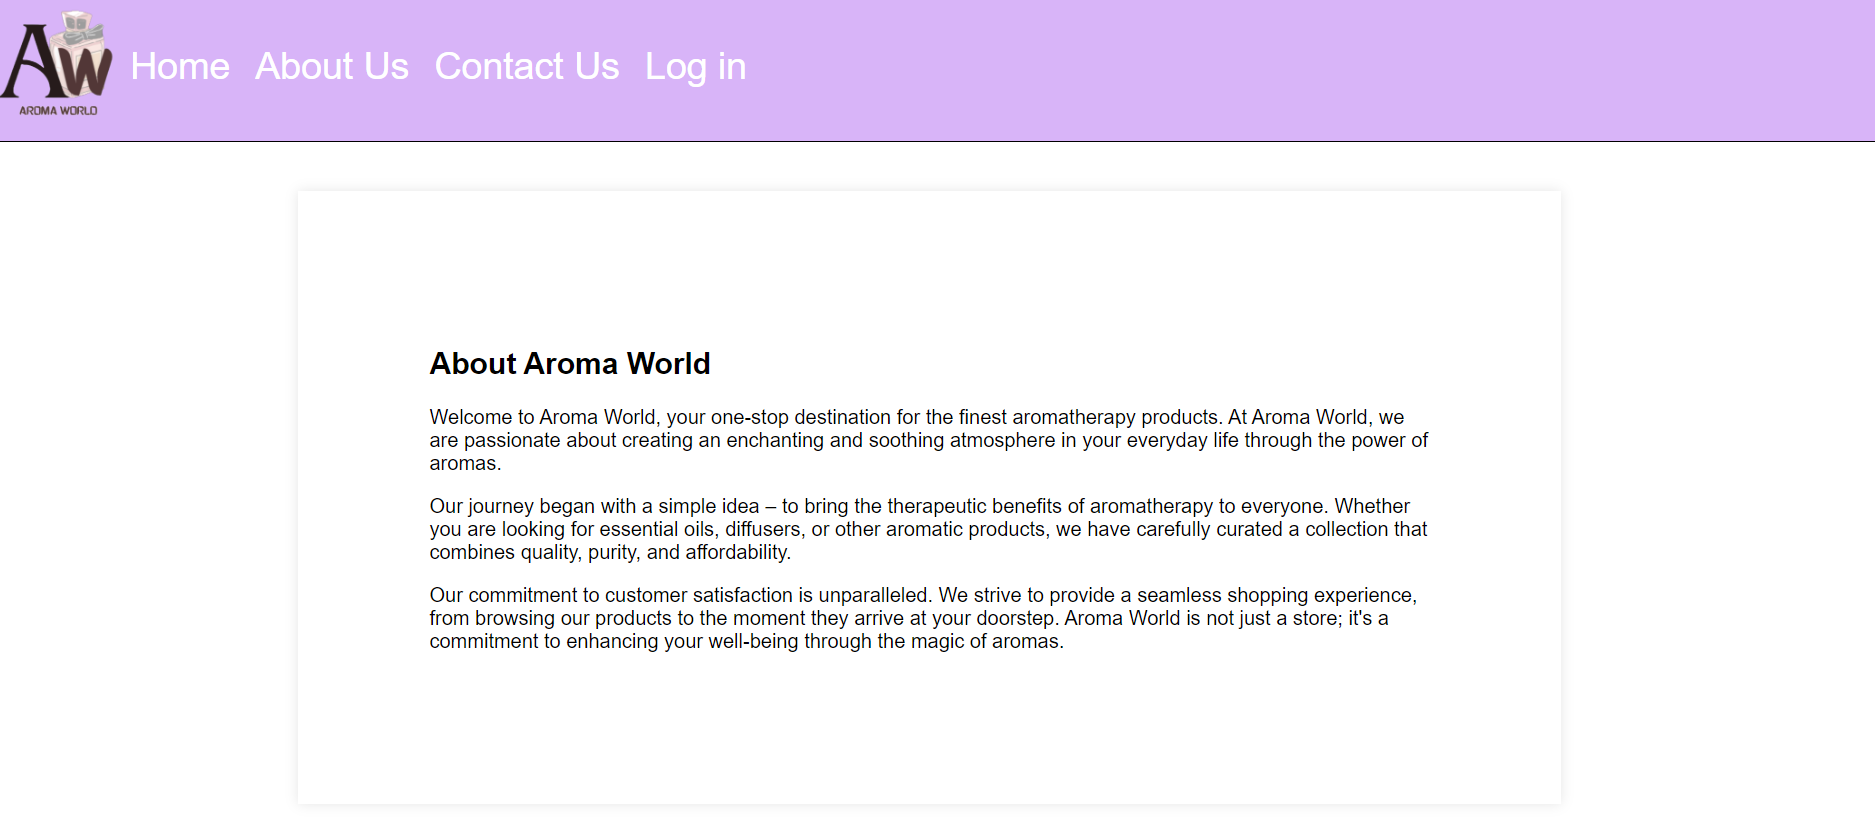 AW
AROMA WORLD
Home About Us Contact Us Log in
About Aroma World
Welcome to Aroma World, your one-stop destination for the finest aromatherapy products. At Aroma World, we
are passionate about creating an enchanting and soothing atmosphere in your everyday life through the power of
aromas.
Our journey began with a simple idea – to bring the therapeutic benefits of aromatherapy to everyone. Whether
you are looking for essential oils, diffusers, or other aromatic products, we have carefully curated a collection that
combines quality, purity, and affordability.
Our commitment to customer satisfaction is unparalleled. We strive to provide a seamless shopping experience,
from browsing our products to the moment they arrive at your doorstep. Aroma World is not just a store; it's a
commitment to enhancing your well-being through the magic of aromas.